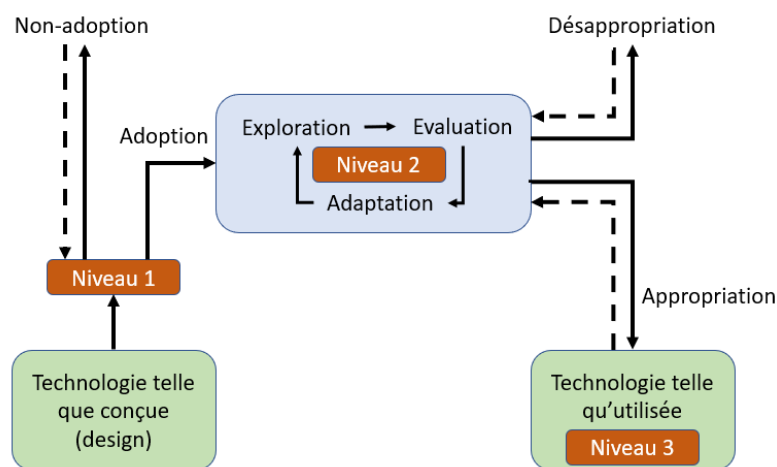 Non-adoption
Désappropriation
Adoption
Exploration
Evaluation
Niveau 2
Adaptation
Niveau 1
Appropriation
Technologie telle
que conçue
(design)
Technologie telle
qu'utilisée
Niveau 3